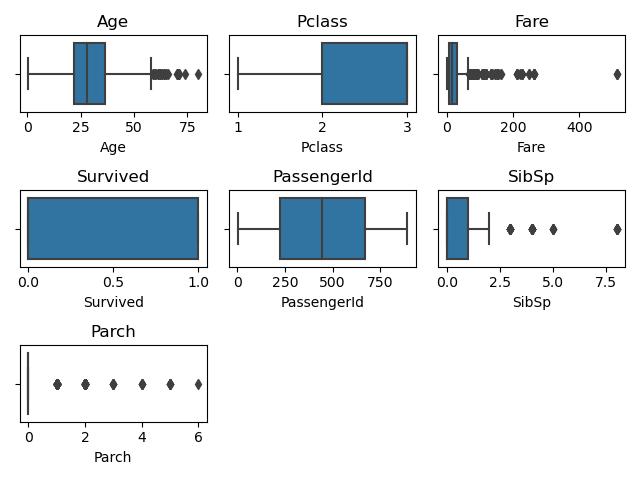 Age Pclass Fare
0 25 50 75 1 2 3 0 200 400
Age Pclass Fare
Survived PassengerId SibSp
0.0 0.5 1.0 0 250 500 750 0.0 2.5 5.0 7.5
Survived PassengerId SibSp
Parch
0 2 4 6
Parch